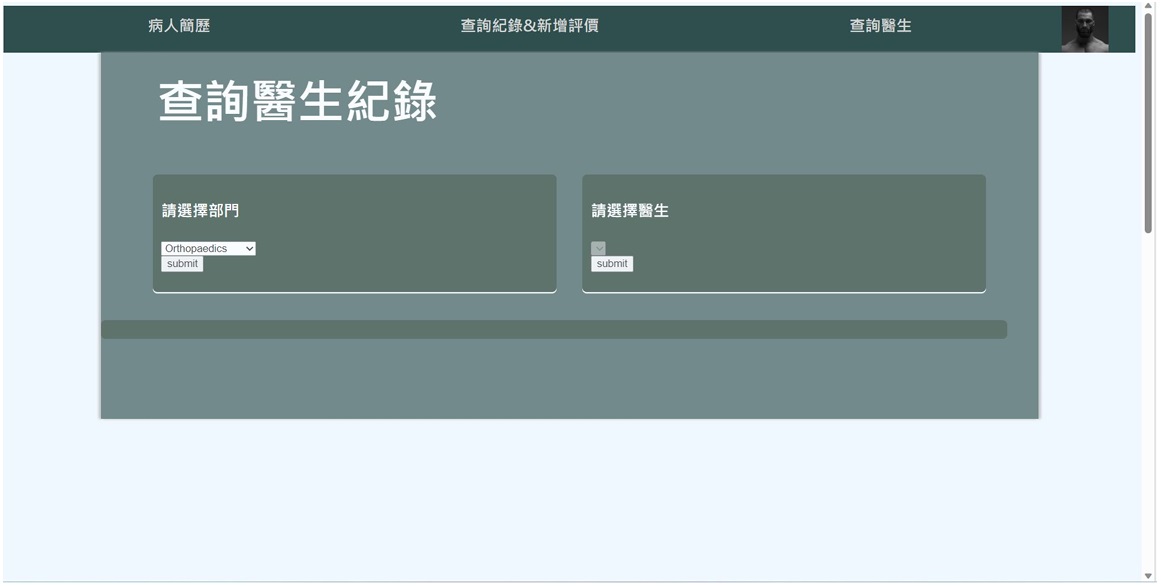 病人簡歷
查詢紀錄&新增評價
查詢醫生
查詢醫生紀錄
請選擇部門
Orthopaedics
submit
請選擇醫生
submit